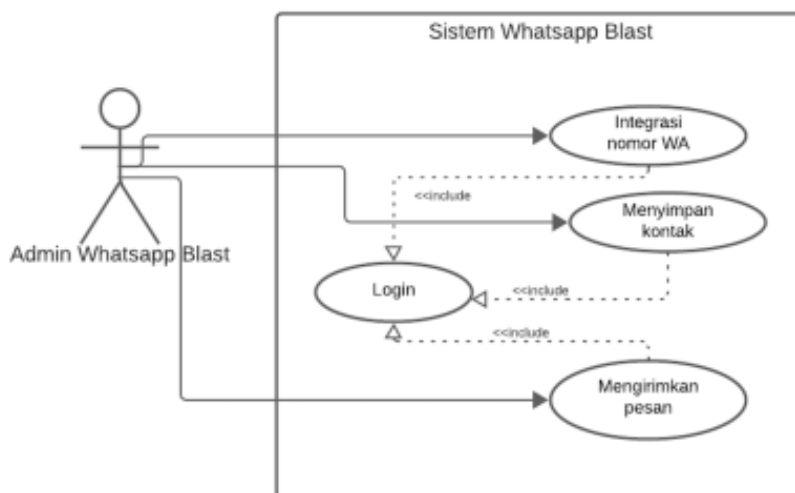 Sistem Whatsapp Blast
Integrasi
nomor WA
<<include
Menyimpan
kontak
Admin Whatsapp Blast
Login
<<include
<<include
Mengirimkan
pesan